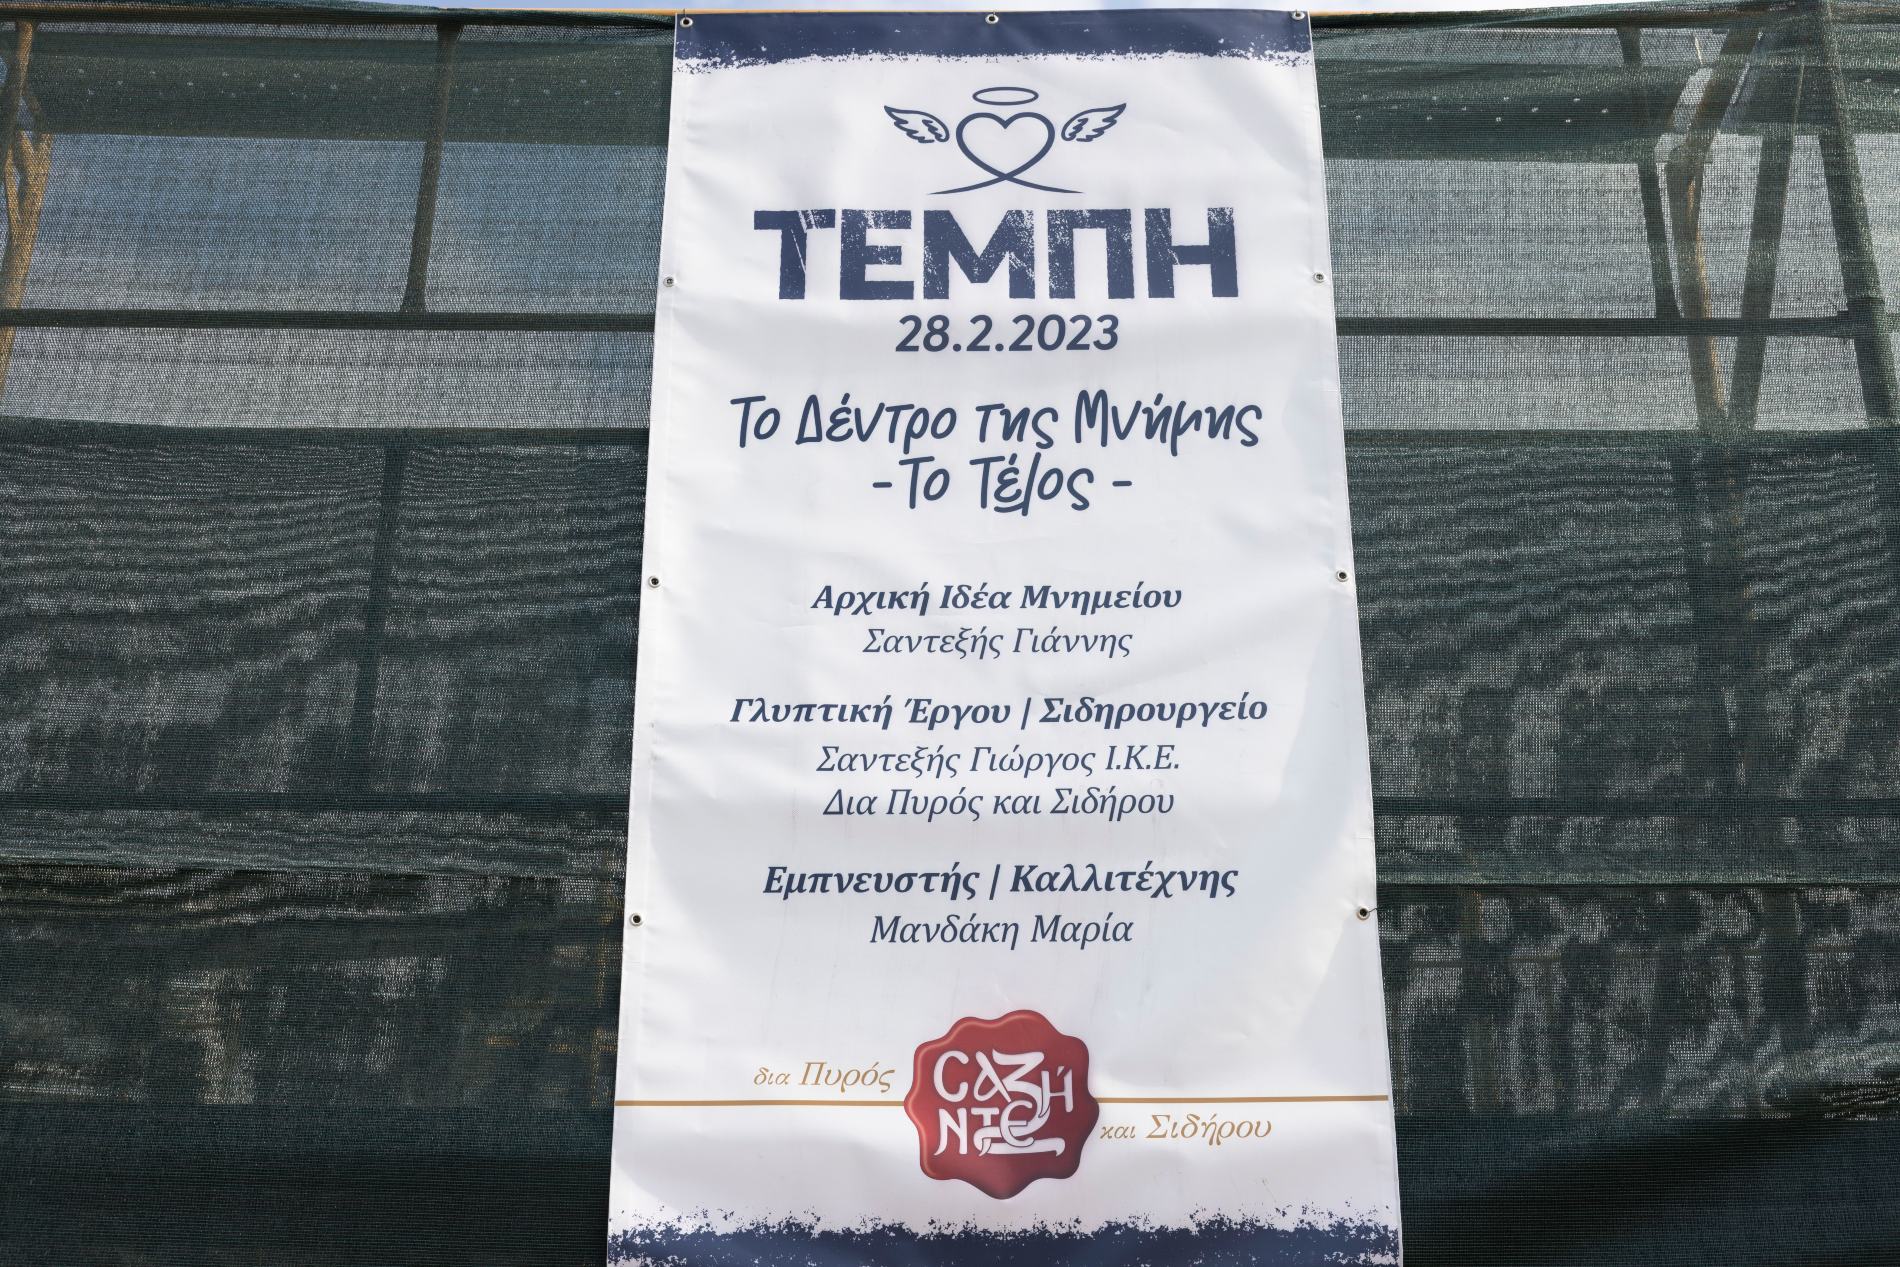 ΤΕΜΠΗ
28.2.2023
Το Δέντρο της Μνήμης
-Το Τέλος -
Αρχική Ιδέα Μνημείου
Σαντεξής Γιάννης
Γλυπτική Έργου | Σιδηρουργείο
Σαντεξής Γιώργος Ι.Κ.Ε.
Δια Πυρός και Σιδήρου
Εμπνευστής | Καλλιτέχνης
Μανδάκη Μαρία
δια Πυρός
και Σιδήρου